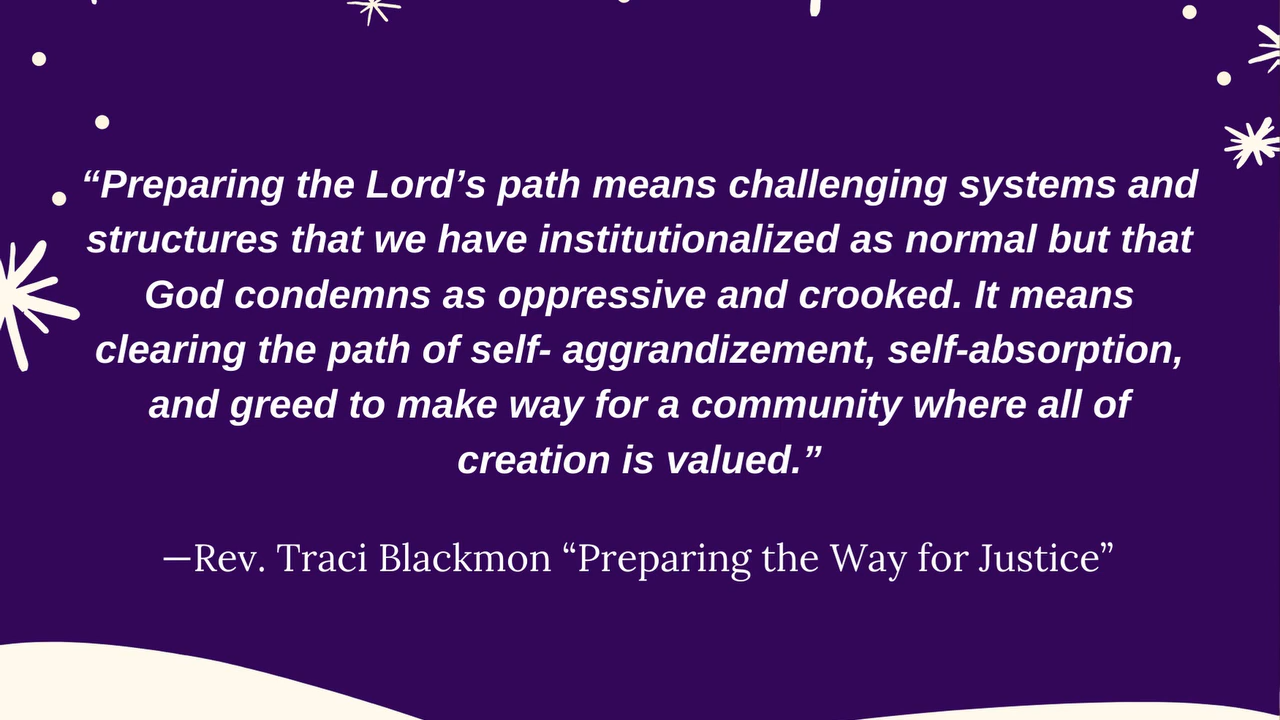 “Preparing the Lord’s path means challenging systems and
structures that we have institutionalized as normal but that
God condemns as oppressive and crooked. It means
clearing the path of self- aggrandizement, self-absorption,
and greed to make way for a community where all of
creation is valued.”
—Rev. Traci Blackmon “Preparing the Way for Justice”